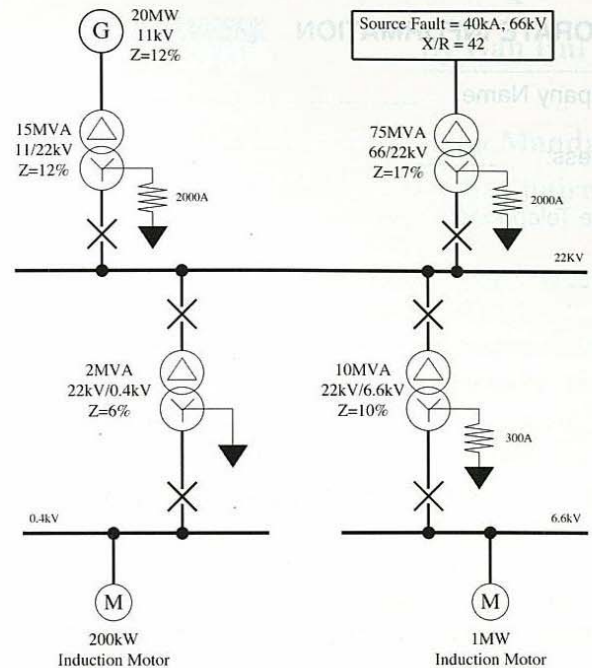 20MW
11kV
Z=12%
G
Source Fault = 40kA, 66kV
X/R = 42
15MVA
11/22kV
Z=12%
2000A
75MVA
66/22kV
Z=17%
2000A
22KV
2MVA
22kV/0.4kV
Z=6%
10MVA
22kV/6.6kV
Z=10%
300A
0.4kV
6.6kV
M
200kW
Induction Motor
M
1MW
Induction Motor